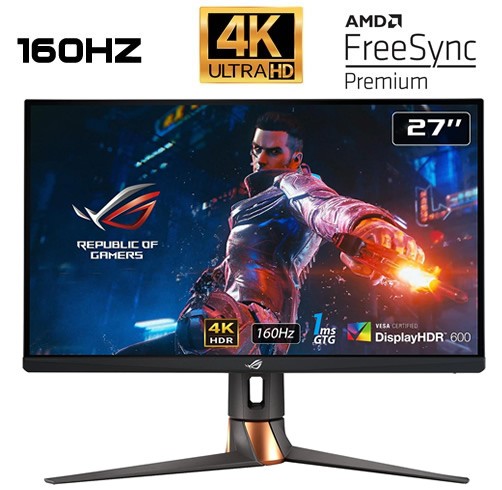 160HZ
4K
ULTRA HD
AMD
FreeSync
Premium
27"
REPUBLIC OF
GAMERS
4K
HDR
160Hz
1ms
GTG
VESA CERTIFIED
DisplayHDR™ 600